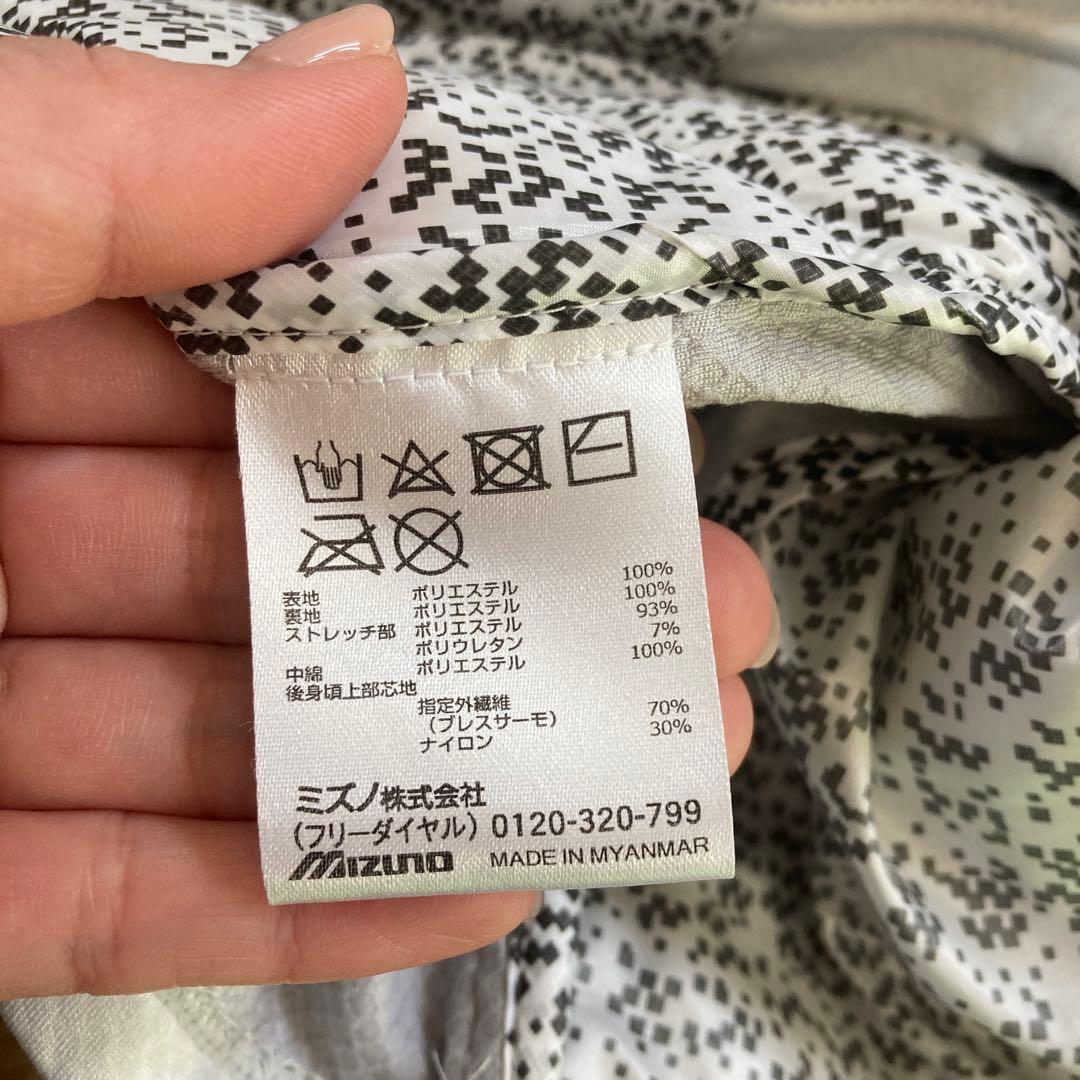 表地 ポリエステル 100%
裏地 ポリエステル 100%
ストレッチ部 ポリエステル 93%
ポリウレタン 7%
中綿 ポリエステル 100%
後身頃上部芯地
指定外繊維 70%
(ブレスサーモ)
ナイロン 30%
ミズノ株式会社
(フリーダイヤル) 0120-320-799
MIZUNO MADE IN MYANMAR